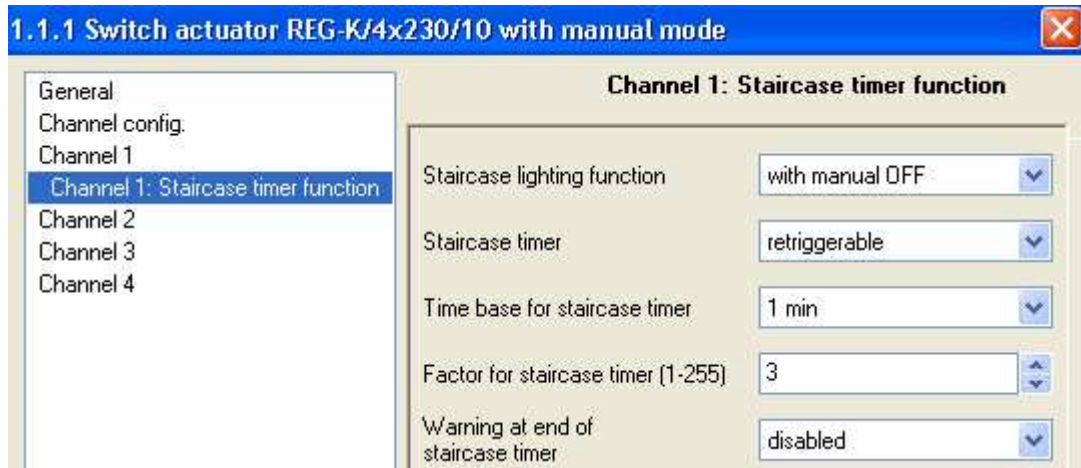 1.1.1 Switch actuator REG-K/4x230/10 with manual mode
General
Channel config.
Channel 1
Channel 1: Staircase timer function
Channel 2
Channel 3
Channel 4
Channel 1: Staircase timer function
Staircase lighting function with manual OFF
Staircase timer retriggerable
Time base for staircase timer 1 min
Factor for staircase timer (1-255) 3
Warning at end of
staircase timer disabled